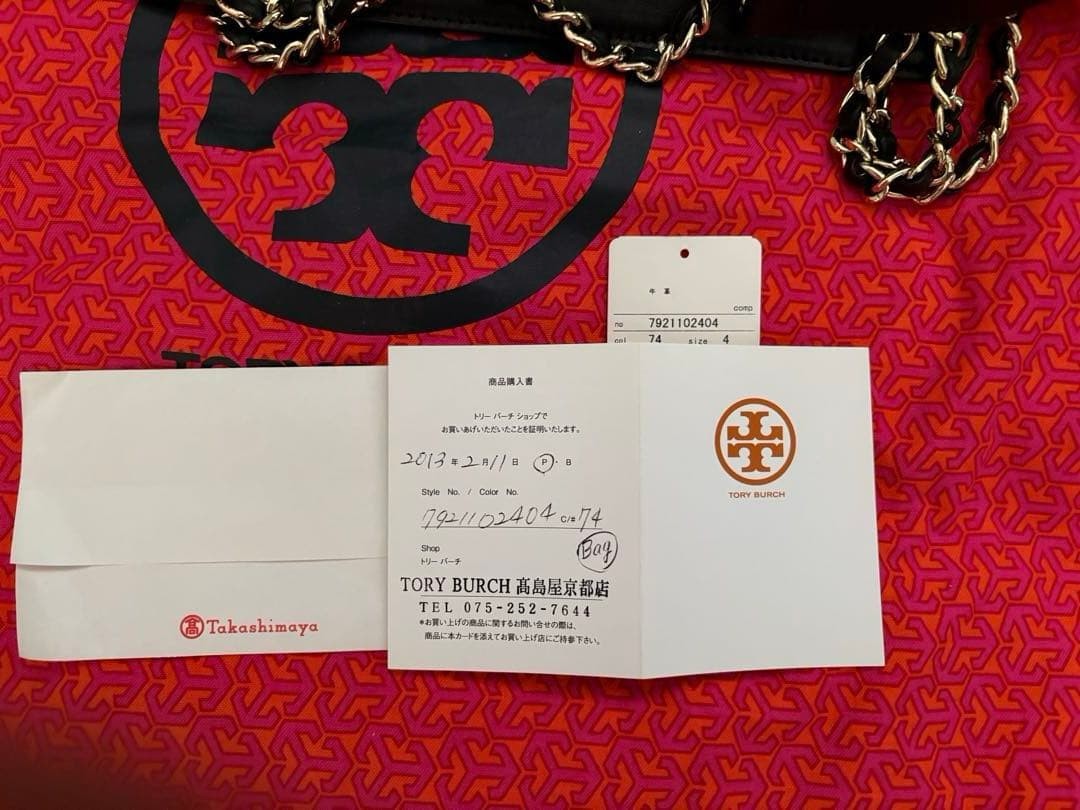 牛 革
comp
no 7921102404
col 74 size 4
商品購入書
トリー バーチ ショップで
お買いあげいただいたことを証明いたします。
2013年2月11日 P・B
Style No. / Color No.
7921102404 C/# 74
Bag
Shop
トリー バーチ
TORY BURCH 髙島屋京都店
TEL 075-252-7644
*お買い上げの商品に関するお問い合せの際は、
商品に本カードを添えてお買い上げ店にご持参下さい。
TORY BURCH
髙 Takashimaya